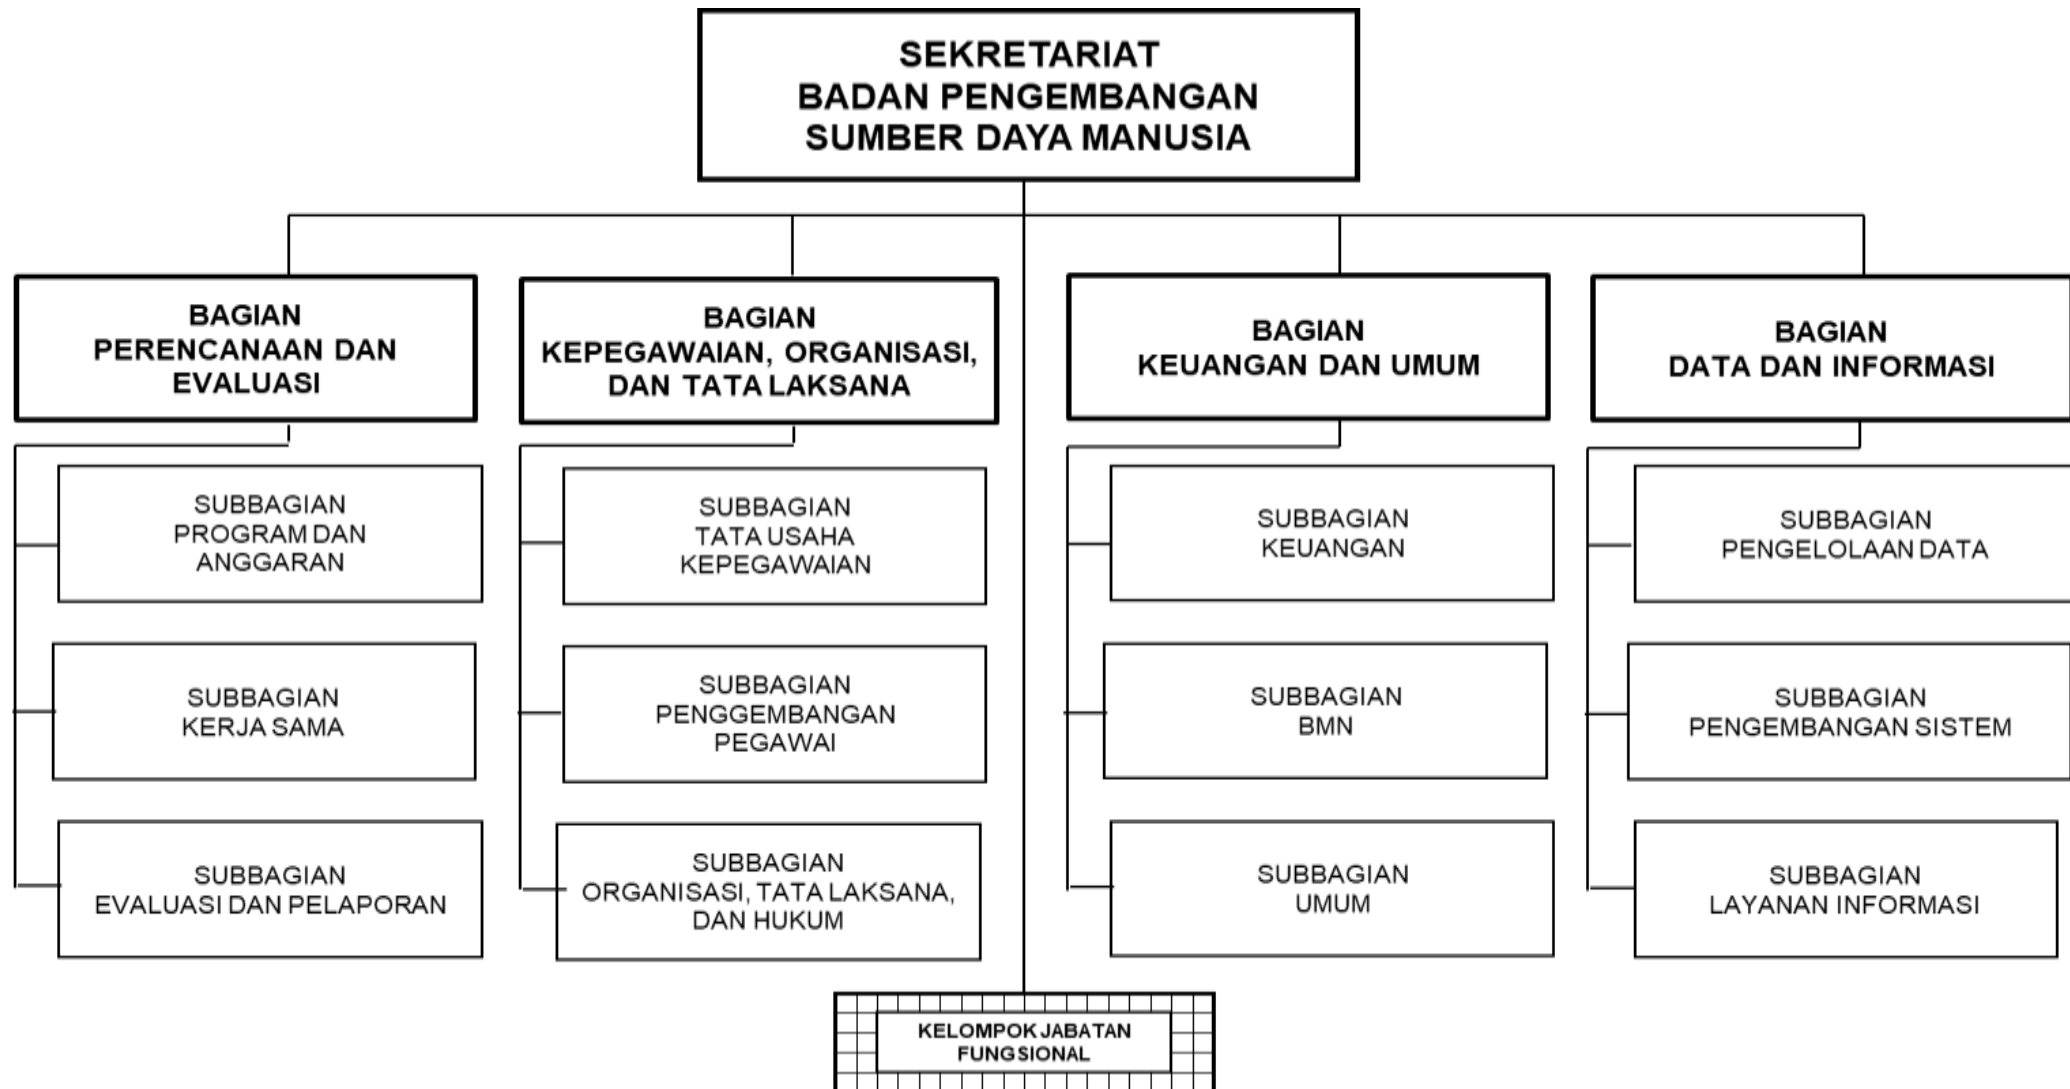 SEKRETARIAT
BADAN PENGEMBANGAN
SUMBER DAYA MANUSIA
BAGIAN
PERENCANAAN DAN
EVALUASI
BAGIAN
KEPEGAWAIAN, ORGANISASI,
DAN TATA LAKSANA
BAGIAN
KEUANGAN DAN UMUM
BAGIAN
DATA DAN INFORMASI
SUBBAGIAN
PROGRAM DAN
ANGGARAN
SUBBAGIAN
TATA USAHA
KEPEGAWAIAN
SUBBAGIAN
KEUANGAN
SUBBAGIAN
PENGELOLAAN DATA
SUBBAGIAN
KERJA SAMA
SUBBAGIAN
PENGGEMBANGAN
PEGAWAI
SUBBAGIAN
BMN
SUBBAGIAN
PENGEMBANGAN SISTEM
SUBBAGIAN
EVALUASI DAN PELAPORAN
SUBBAGIAN
ORGANISASI, TATA LAKSANA,
DAN HUKUM
SUBBAGIAN
UMUM
SUBBAGIAN
LAYANAN INFORMASI
KELOMPOK JABATAN
FUNGSIONAL